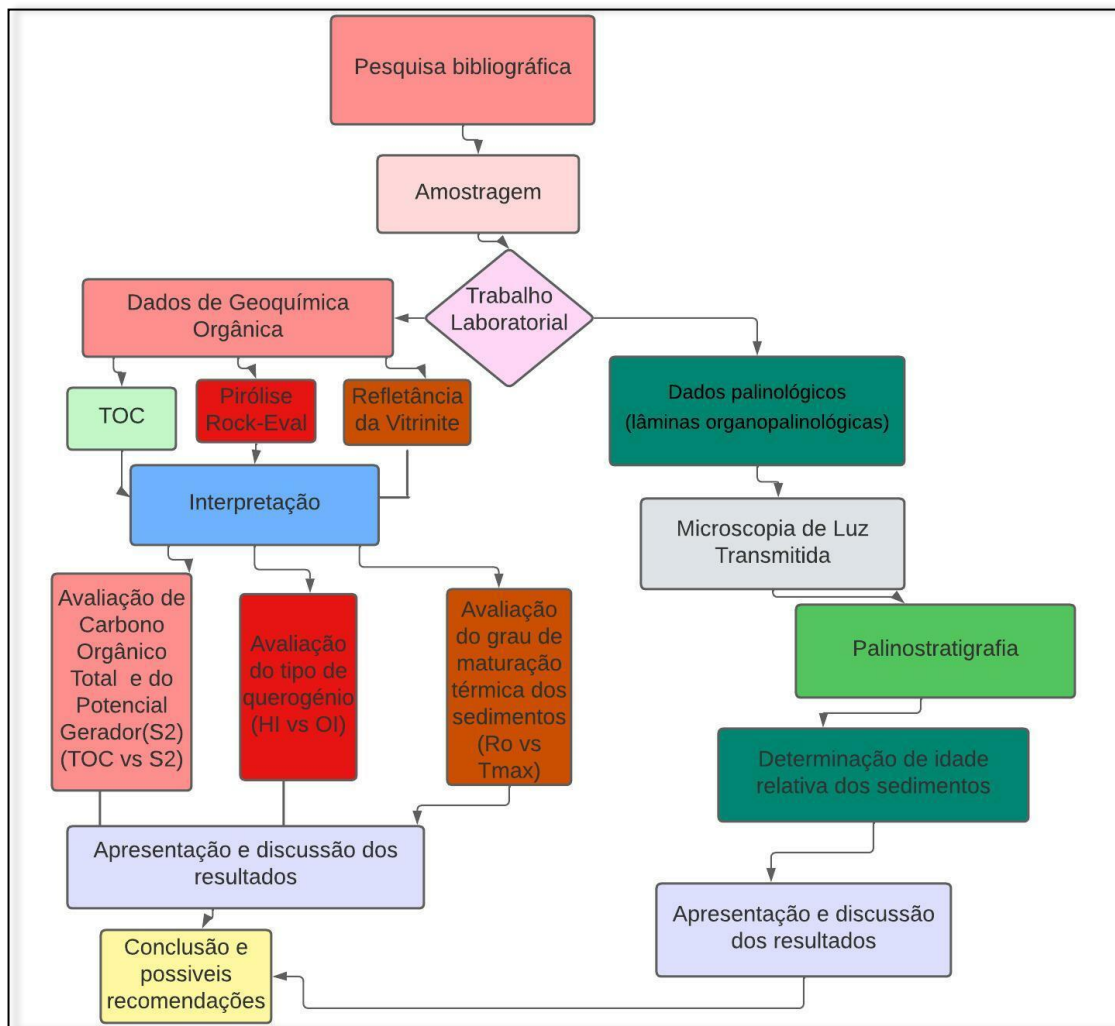 Pesquisa bibliográfica
Amostragem
Trabalho
Laboratorial
Dados de Geoquímica
Orgânica
TOC
Pirólise
Rock-Eval
Refletância
da Vitrinite
Dados palinológicos
(lâminas organopalinológicas)
Interpretação
Microscopia de Luz
Transmitida
Avaliação de
Carbono
Orgânico
Total e do
Potencial
Gerador(S2)
(TOC vs S2)
Avaliação
do tipo de
querogénio
(HI vs OI)
Avaliação
do grau de
maturação
térmica dos
sedimentos
(Ro vs
Tmax)
Palinostratigrafia
Determinação de idade
relativa dos sedimentos
Apresentação e discussão dos
resultados
Apresentação e discussão
dos resultados
Conclusão e
possiveis
recomendações